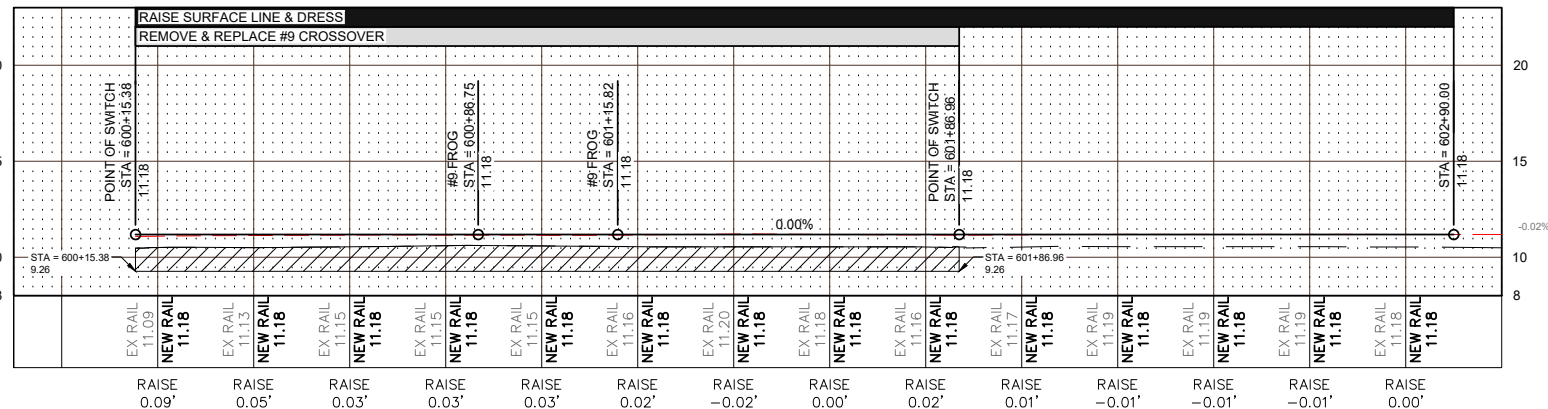 RAISE SURFACE LINE & DRESS
REMOVE & REPLACE #9 CROSSOVER
20
15
10
8
POINT OF SWITCH
STA = 600+15.38
11.18
#9 FROG
STA = 600+86.75
11.18
#9 FROG
STA = 601+15.82
11.18
POINT OF SWITCH
STA = 601+86.96
11.18
STA = 602+90.00
11.18
0.00%
-0.02%
STA = 600+15.38
9.26
STA = 601+86.96
9.26
EX RAIL
11.09
NEW RAIL
11.18
EX RAIL
11.13
NEW RAIL
11.18
EX RAIL
11.15
NEW RAIL
11.18
EX RAIL
11.15
NEW RAIL
11.18
EX RAIL
11.15
NEW RAIL
11.18
EX RAIL
11.16
NEW RAIL
11.18
EX RAIL
11.20
NEW RAIL
11.18
EX RAIL
11.18
NEW RAIL
11.18
EX RAIL
11.16
NEW RAIL
11.18
EX RAIL
11.17
NEW RAIL
11.18
EX RAIL
11.19
NEW RAIL
11.18
EX RAIL
11.19
NEW RAIL
11.18
EX RAIL
11.19
NEW RAIL
11.18
EX RAIL
11.18
NEW RAIL
11.18
RAISE
0.09'
RAISE
0.05'
RAISE
0.03'
RAISE
0.03'
RAISE
0.03'
RAISE
0.02'
RAISE
-0.02'
RAISE
0.00'
RAISE
0.02'
RAISE
0.01'
RAISE
-0.01'
RAISE
-0.01'
RAISE
-0.01'
RAISE
0.00'